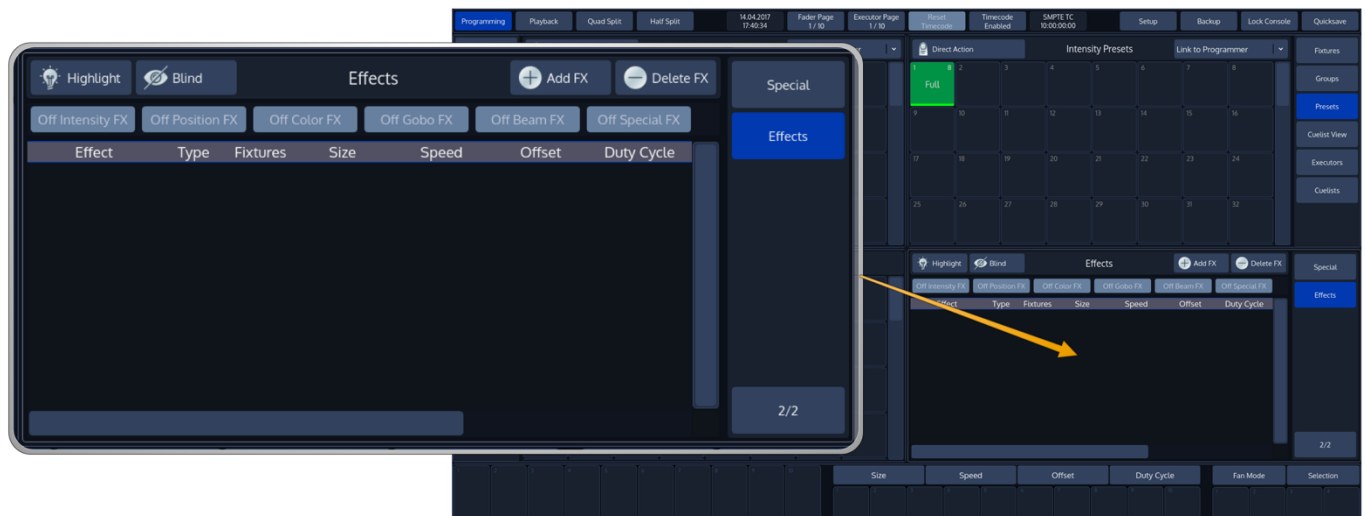 Programming Playback Quad Split Half Split 14.04.2017 17:40:34 Fader Page 1 / 10 Executor Page 1 / 10 Reset Timecode Timecode Enabled SMPTE TC 10:00:00:00 Setup Backup Lock Console Quicksave
Direct Action Intensity Presets Link to Programmer Fixtures
1 8 2 3 4 5 6 7 8
Full
Groups
Presets
9 10 11 12 13 14 15 16
Cuelist View
17 18 19 20 21 22 23 24
Executors
Cuelists
25 26 27 28 29 30 31 32
Highlight Blind Effects Add FX Delete FX Special
Off Intensity FX Off Position FX Off Color FX Off Gobo FX Off Beam FX Off Special FX
Effects
Effect Type Fixtures Size Speed Offset Duty Cycle
2/2
Highlight Blind Effects Add FX Delete FX Special
Off Intensity FX Off Position FX Off Color FX Off Gobo FX Off Beam FX Off Special FX
Effects
Effect Type Fixtures Size Speed Offset Duty Cycle
2/2
Size Speed Offset Duty Cycle Fan Mode Selection